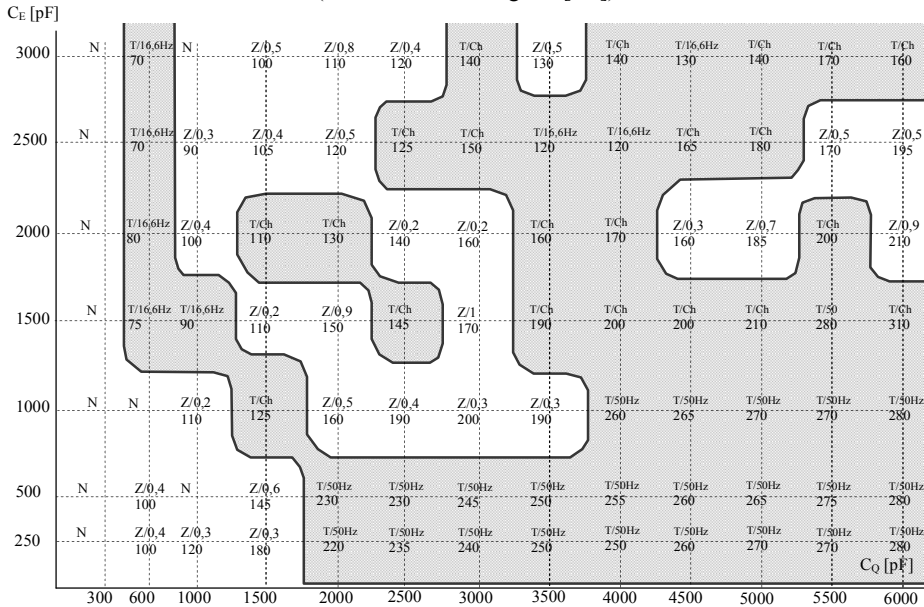 C_E [pF]
3000 N T/16,6Hz N Z/0,5 Z/0,8 Z/0,4 T/Ch Z/0,5 T/Ch T/16,6Hz T/Ch T/Ch T/Ch
70 100 110 120 140 130 140 130 140 170 160
2500 N T/16,6Hz Z/0,3 Z/0,4 Z/0,5 T/Ch T/Ch T/16,6Hz T/16,6Hz T/Ch T/Ch Z/0,5 Z/0,5
70 90 105 120 125 150 120 120 165 180 170 195
2000 N T/16,6Hz Z/0,4 T/Ch T/Ch Z/0,2 Z/0,2 T/Ch T/Ch Z/0,3 Z/0,7 T/Ch Z/0,9
80 100 110 130 140 160 160 170 160 185 200 210
1500 N T/16,6Hz T/16,6Hz Z/0,2 Z/0,9 T/Ch Z/1 T/Ch T/Ch T/Ch T/Ch T/50 T/Ch
75 90 110 150 145 170 190 200 200 210 280 310
1000 N N Z/0,2 T/Ch Z/0,5 Z/0,4 Z/0,3 Z/0,3 T/50Hz T/50Hz T/50Hz T/50Hz T/50Hz
110 125 160 190 200 190 260 265 270 270 280
500 N Z/0,4 N Z/0,6 T/50Hz T/50Hz T/50Hz T/50Hz T/50Hz T/50Hz T/50Hz T/50Hz T/50Hz
100 145 230 230 245 250 255 260 265 275 280
250 N Z/0,4 Z/0,3 Z/0,3 T/50Hz T/50Hz T/50Hz T/50Hz T/50Hz T/50Hz T/50Hz T/50Hz T/50Hz
100 120 180 220 235 240 250 250 260 270 270 280
C_Q [pF]
300 600 1000 1500 2000 2500 3000 3500 4000 4500 5000 5500 6000